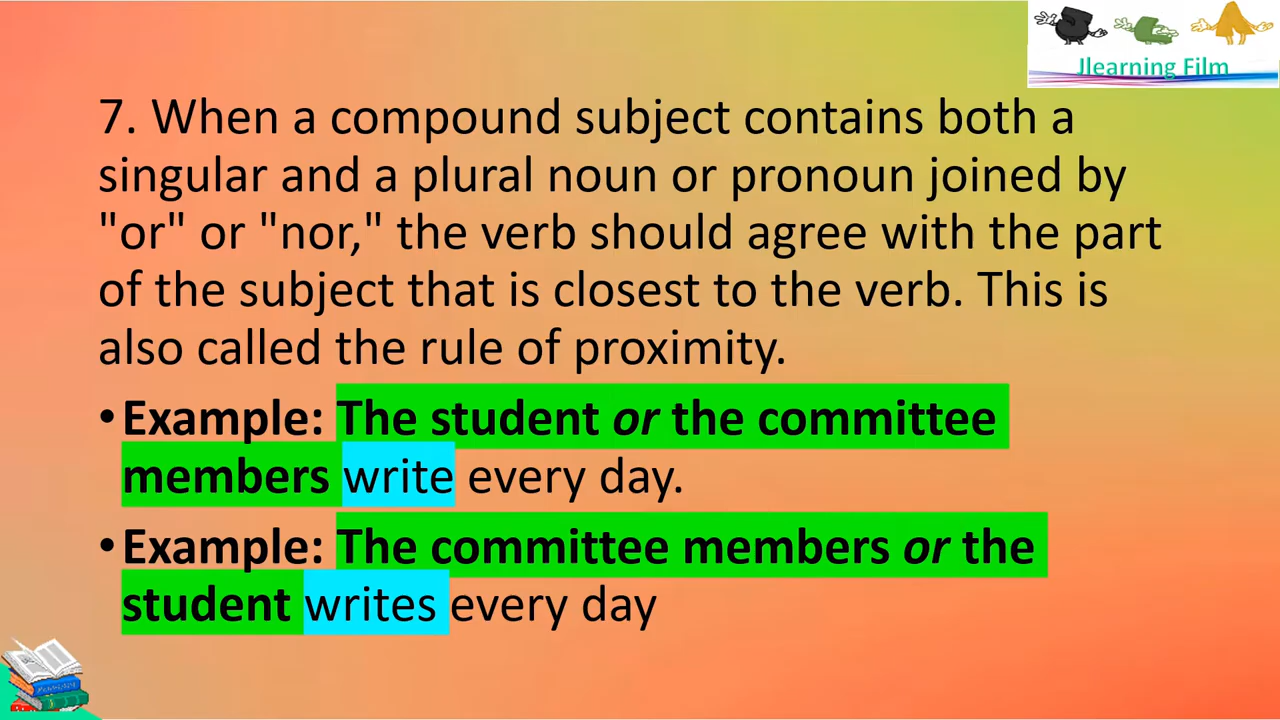 Jlearning Film
7. When a compound subject contains both a
singular and a plural noun or pronoun joined by
"or" or "nor," the verb should agree with the part
of the subject that is closest to the verb. This is
also called the rule of proximity.
•Example: The student or the committee
members write every day.
•Example: The committee members or the
student writes every day